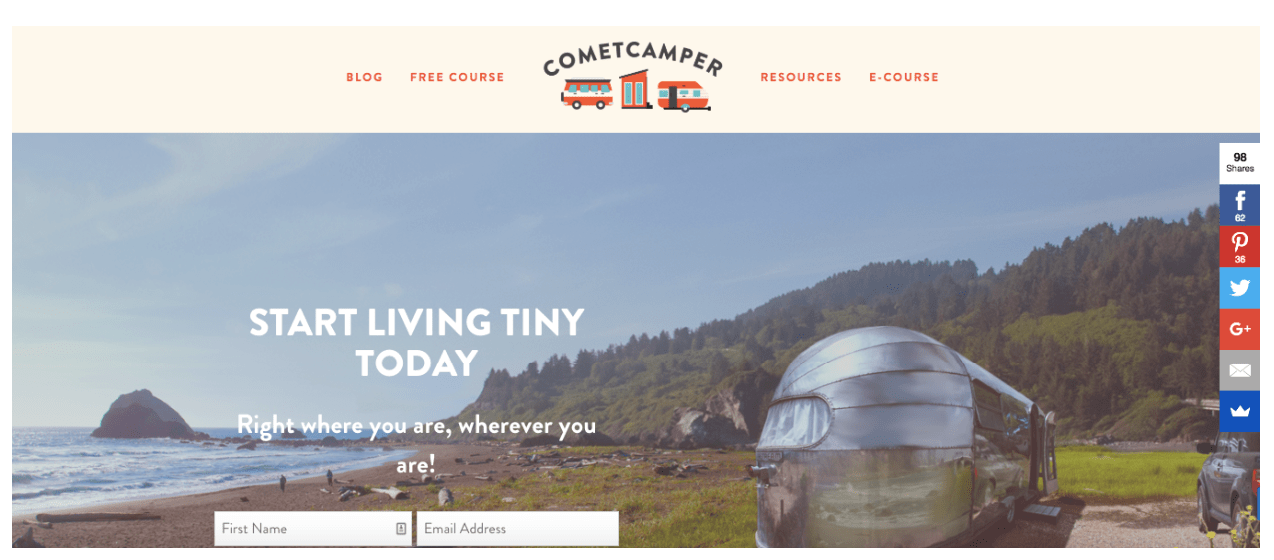 BLOG
FREE COURSE
COMETCAMPER
RESOURCES
E-COURSE
98
Shares
62
36
G+
START LIVING TINY
TODAY
Right where you are, wherever you
are!
First Name
Email Address